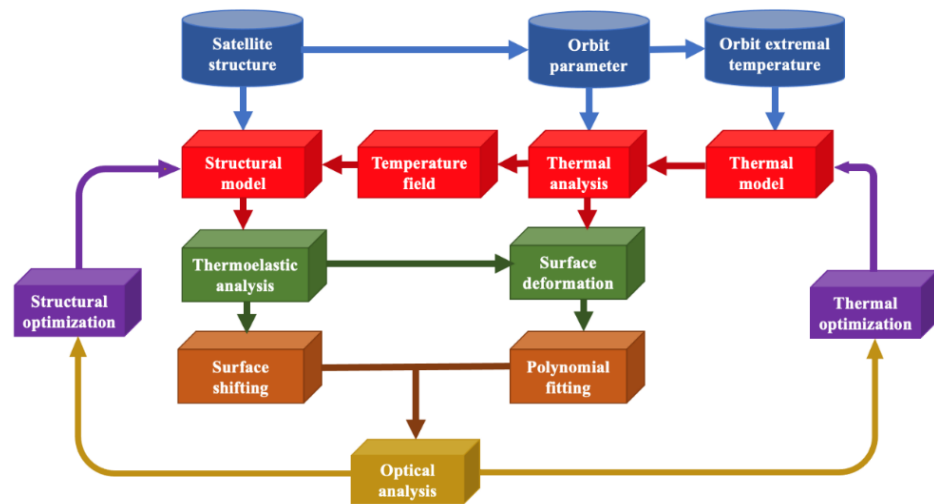 Satellite
structure
Orbit
parameter
Orbit extremal
temperature
Structural
model
Temperature
field
Thermal
analysis
Thermal
model
Thermoelastic
analysis
Surface
deformation
Structural
optimization
Thermal
optimization
Surface
shifting
Polynomial
fitting
Optical
analysis